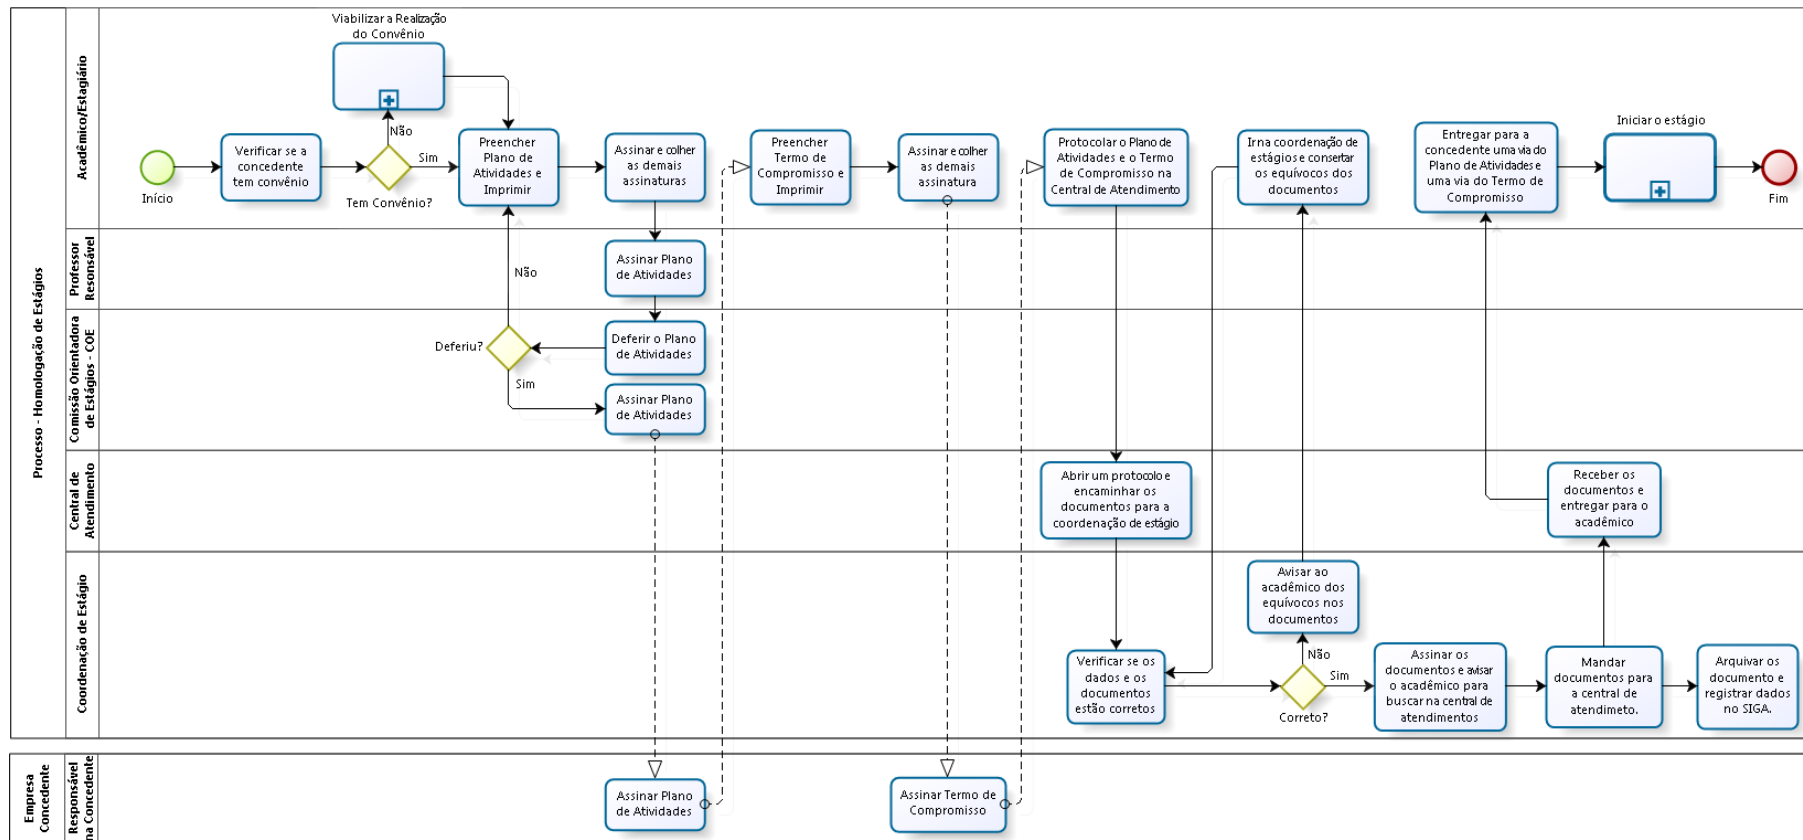 Processo - Homologação de Estágios
Acadêmico/Estagiário
Início
Verificar se a
concedente
tem convênio
Viabilizar a Realização
do Convênio
Não
Sim
Tem Convênio?
Preencher
Plano de
Atividades e
Imprimir
Assinar e colher
as demais
assinaturas
Preencher
Termo de
Compromisso e
Imprimir
Assinar e colher
as demais
assinatura
Protocolar o Plano de
Atividades e o Termo
de Compromisso na
Central de Atendimento
Ir na coordenação de
estágios e consertar
os equívocos dos
documentos
Entregar para a
concedente uma via do
Plano de Atividades e
uma via do Termo de
Compromisso
Iniciar o estágio
Fim
Professor
Resonsável
Assinar Plano
de Atividades
Não
Comissão Orientadora
de Estágios - COE
Deferiu?
Sim
Deferir o Plano
de Atividades
Assinar Plano
de Atividades
Central de
Atendimento
Abrir um protocolo e
encaminhar os
documentos para a
coordenação de estágio
Receber os
documentos e
entregar para o
acadêmico
Coordenação de Estágio
Verificar se os
dados e os
documentos
estão corretos
Avisar ao
acadêmico dos
equívocos nos
documentos
Não
Sim
Correto?
Assinar os
documentos e avisar
o acadêmico para
buscar na central de
atendimentos
Mandar
documentos para
a central de
atendimeto.
Arquivar os
documento e
registrar dados
no SIGA.
Empresa
Concedente
Responsável
na Concedente
Assinar Plano
de Atividades
Assinar Termo de
Compromisso